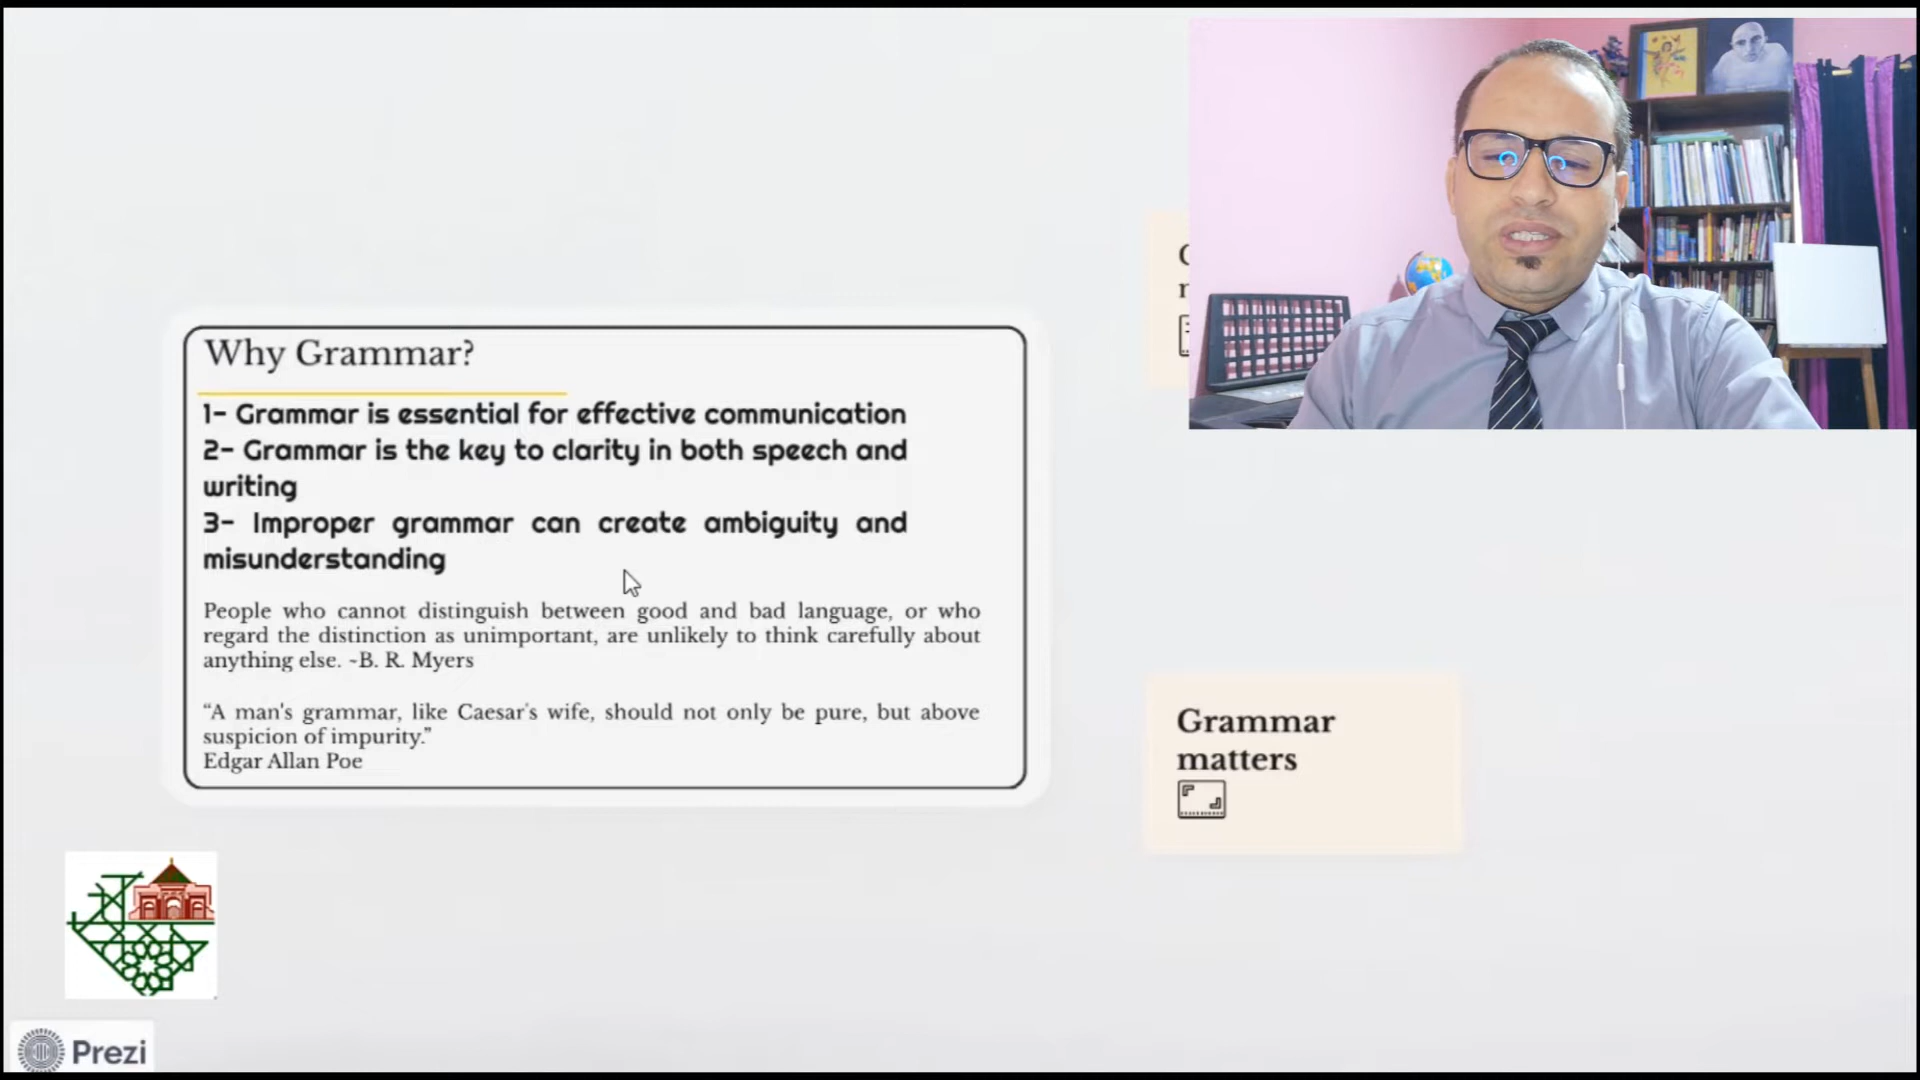 Why Grammar?
1- Grammar is essential for effective communication
2- Grammar is the key to clarity in both speech and
writing
3- Improper grammar can create ambiguity and
misunderstanding
People who cannot distinguish between good and bad language, or who
regard the distinction as unimportant, are unlikely to think carefully about
anything else. ~B. R. Myers
“A man's grammar, like Caesar's wife, should not only be pure, but above
suspicion of impurity.”
Edgar Allan Poe
Grammar
matters
Prezi